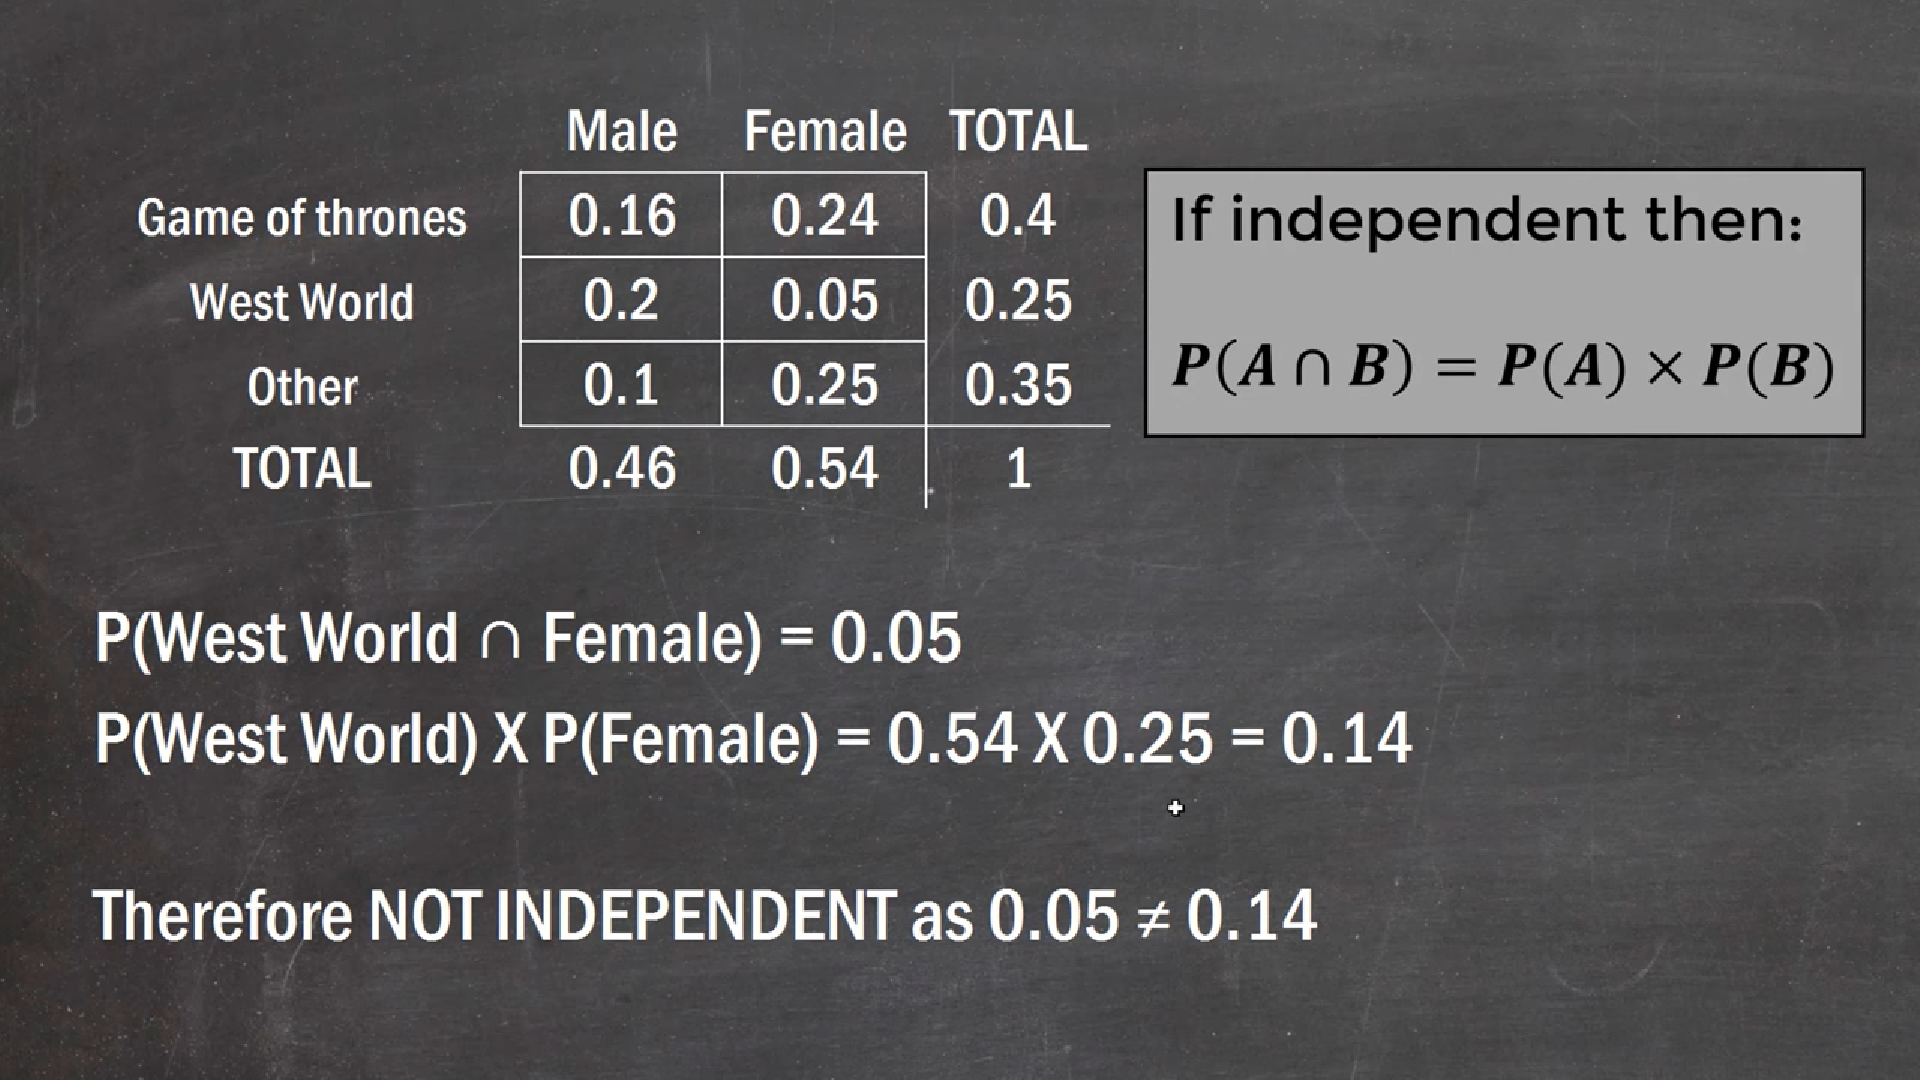 Male Female TOTAL
Game of thrones 0.16 0.24 0.4
West World 0.2 0.05 0.25
Other 0.1 0.25 0.35
TOTAL 0.46 0.54 1
If independent then:
P(A ∩ B) = P(A) × P(B)
P(West World ∩ Female) = 0.05
P(West World) X P(Female) = 0.54 X 0.25 = 0.14
Therefore NOT INDEPENDENT as 0.05 ≠ 0.14